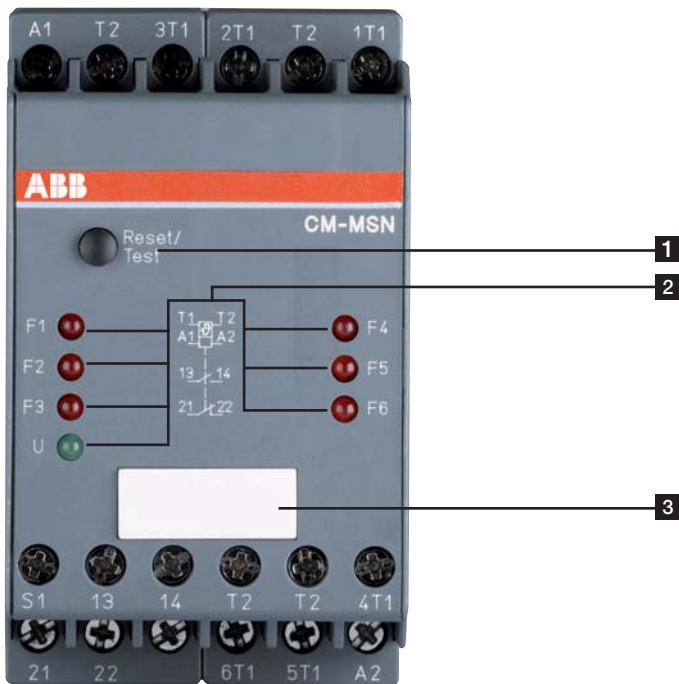 A1 T2 3T1 2T1 T2 1T1
ABB
CM-MSN
Reset/
Test
1
2
F1
T1 T2
F4
A1 A2
F2
13 14
F5
F3
21 22
F6
U
3
S1 13 14 T2 T2 4T1
21 22 6T1 5T1 A2